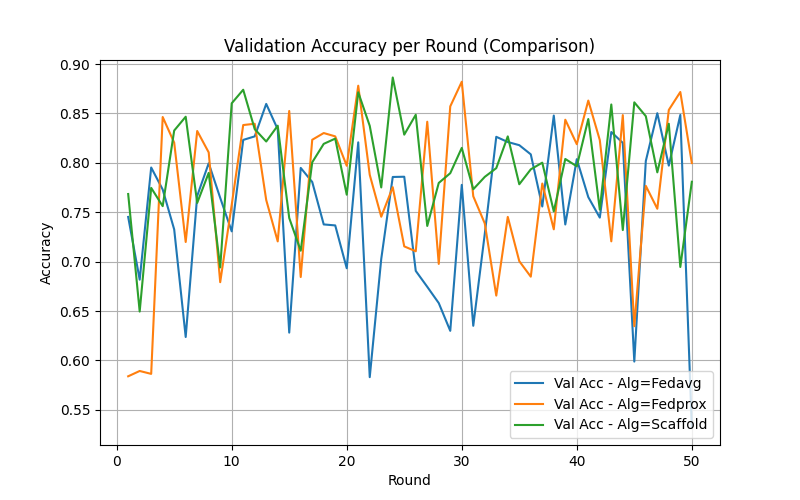 Validation Accuracy per Round (Comparison)
0.90
0.85
0.80
0.75
0.70
0.65
0.60
0.55
Accuracy
Val Acc - Alg=Fedavg
Val Acc - Alg=Fedprox
Val Acc - Alg=Scaffold
0 10 20 30 40 50
Round